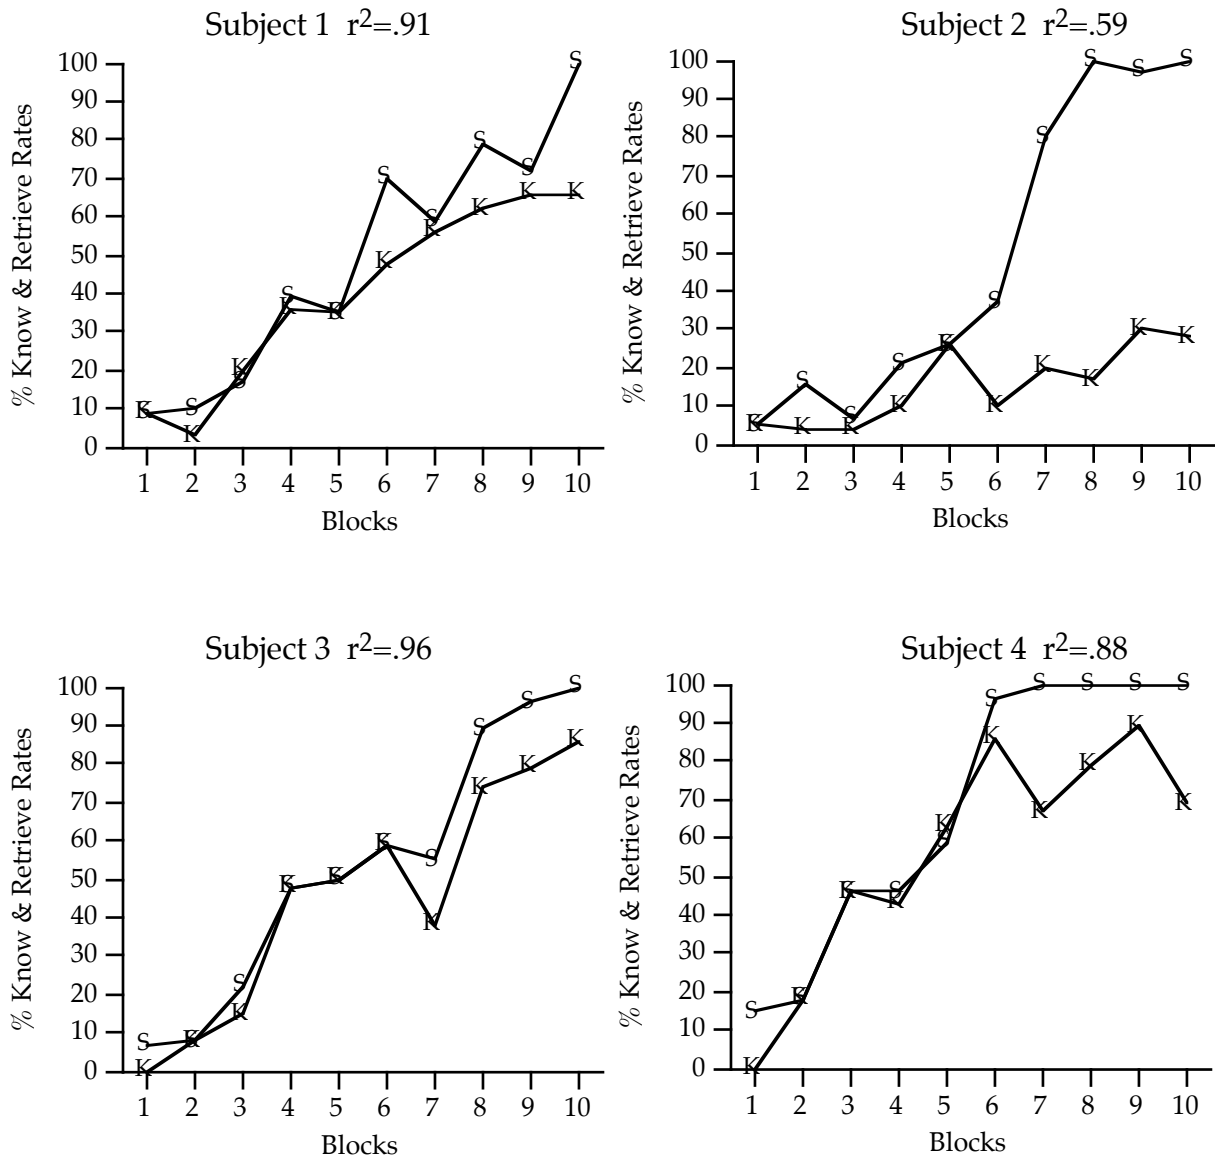 Subject 1 r²=.91
% Know & Retrieve Rates
100
90
80
70
60
50
40
30
20
10
0
S
S
S
S
S
S
S
S
S
S
K
K
K
K
K
K
K
K
K
K
1 2 3 4 5 6 7 8 9 10
Blocks
Subject 2 r²=.59
% Know & Retrieve Rates
100
90
80
70
60
50
40
30
20
10
0
S
S
S
S
S
S
S
S
S
S
K
K
K
K
K
K
K
K
K
K
1 2 3 4 5 6 7 8 9 10
Blocks
Subject 3 r²=.96
% Know & Retrieve Rates
100
90
80
70
60
50
40
30
20
10
0
S
S
S
S
S
S
S
S
S
S
K
K
K
K
K
K
K
K
K
K
1 2 3 4 5 6 7 8 9 10
Blocks
Subject 4 r²=.88
% Know & Retrieve Rates
100
90
80
70
60
50
40
30
20
10
0
S
S
S
S
S
S
S
S
S
S
K
K
K
K
K
K
K
K
K
K
1 2 3 4 5 6 7 8 9 10
Blocks